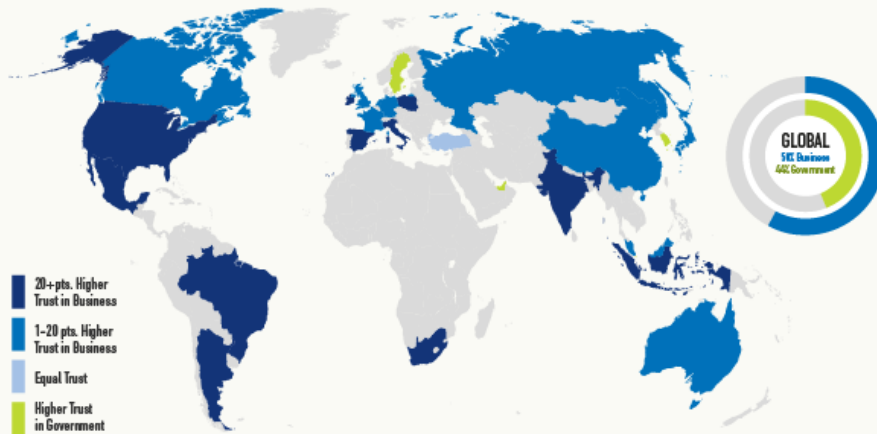 GLOBAL
58% Business
44% Government
20+pts. Higher
Trust in Business
1-20 pts. Higher
Trust in Business
Equal Trust
Higher Trust
in Government